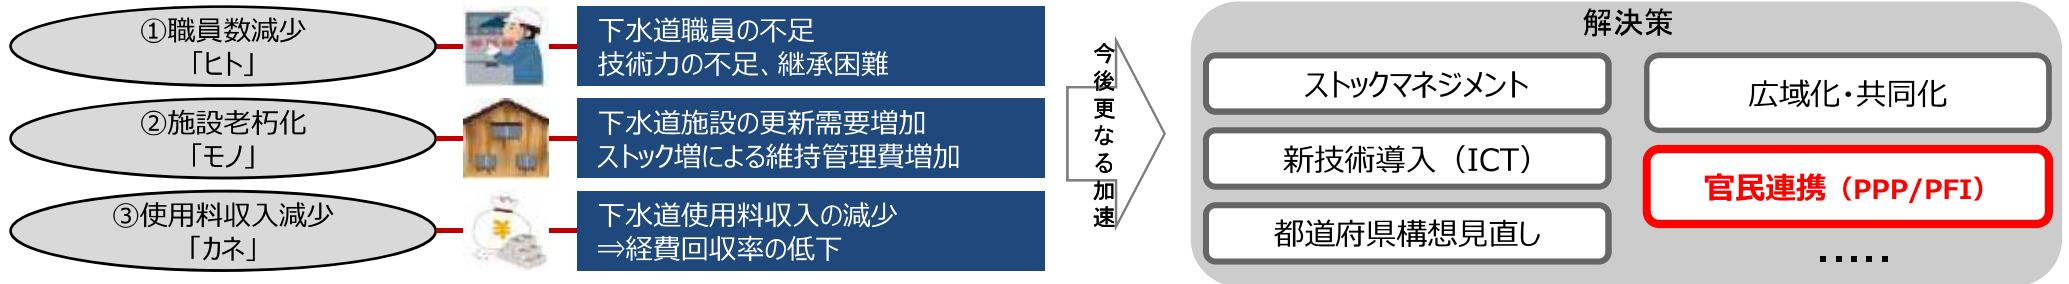 ①職員数減少
「ヒト」
下水道職員の不足
技術力の不足、継承困難
②施設老朽化
「モノ」
下水道施設の更新需要増加
ストック増による維持管理費増加
③使用料収入減少
「カネ」
¥
下水道使用料収入の減少
⇒経費回収率の低下
今後更なる加速
解決策
ストックマネジメント
新技術導入（ICT）
都道府県構想見直し
広域化・共同化
官民連携（PPP/PFI）
‥‥‥